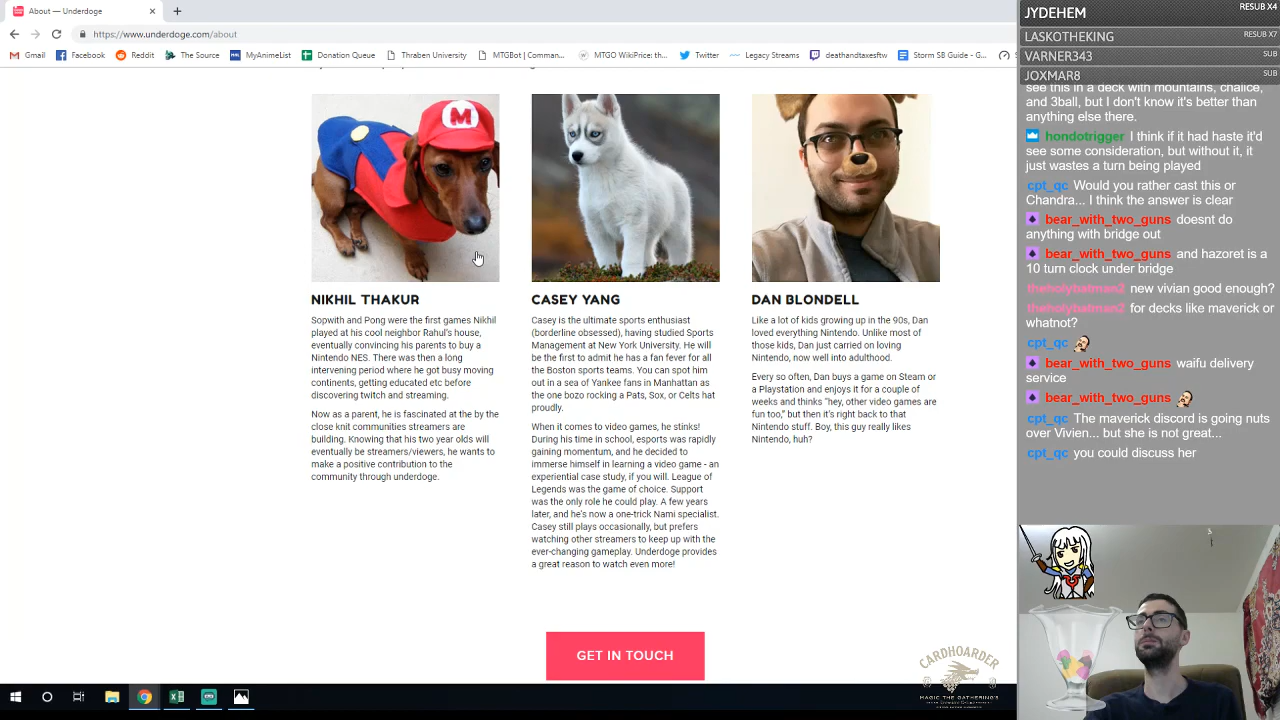 About — Underdoge
https://www.underdoge.com/about
Gmail
Facebook
Reddit
The Source
MyAnimeList
Donation Queue
Thraben University
MTGBot | Comman...
MTGO WikiPrice: th...
Twitter
Legacy Streams
deathandtaxesftw
Storm SB Guide - G...
NIKHIL THAKUR
Sopwith and Pong were the first games Nikhil
played at his cool neighbor Rahul's house,
eventually convincing his parents to buy a
Nintendo NES. There was then a long
intervening period where he got busy moving
continents, getting educated etc before
discovering twitch and streaming.
Now as a parent, he is fascinated at the by the
close knit communities streamers are
building. Knowing that his two year olds will
eventually be streamers/viewers, he wants to
make a positive contribution to the
community through underdoge.
CASEY YANG
Casey is the ultimate sports enthusiast
(borderline obsessed), having studied Sports
Management at New York University. He will
be the first to admit he has a fan fever for all
the Boston sports teams. You can spot him
out in a sea of Yankee fans in Manhattan as
the one bozo rocking a Pats, Sox, or Celts hat
proudly.
When it comes to video games, he stinks!
During his time in school, esports was rapidly
gaining momentum, and he decided to
immerse himself in learning a video game - an
experiential case study, if you will. League of
Legends was the game of choice. Support
was the only role he could play. A few years
later, and he's now a one-trick Nami specialist.
Casey still plays occasionally, but prefers
watching other streamers to keep up with the
ever-changing gameplay. Underdoge provides
a great reason to watch even more!
DAN BLONDELL
Like a lot of kids growing up in the 90s, Dan
loved everything Nintendo. Unlike most of
those kids, Dan just carried on loving
Nintendo, now well into adulthood.
Every so often, Dan buys a game on Steam or
a Playstation and enjoys it for a couple of
weeks and thinks "hey, other video games are
fun too," but then it's right back to that
Nintendo stuff. Boy, this guy really likes
Nintendo, huh?
GET IN TOUCH
M
CARDHOARDER
MAGIC THE GATHERING'S
JYDEHEM RESUB X4
LASKOTHEKING RESUB X7
VARNER343 SUB
JOXMAR8 SUB
see this in a deck with mountains, chalice,
and 3ball, but I don't know it's better than
anything else there.
hondotrigger I think if it had haste it'd
see some consideration, but without it, it
just wastes a turn being played
cpt_qc Would you rather cast this or
Chandra... I think the answer is clear
bear_with_two_guns doesnt do
anything with bridge out
bear_with_two_guns and hazoret is a
10 turn clock under bridge
theholybatman2 new vivian good enough?
theholybatman2 for decks like maverick or
whatnot?
cpt_qc
bear_with_two_guns waifu delivery
service
bear_with_two_guns
cpt_qc The maverick discord is going nuts
over Vivien... but she is not great...
cpt_qc you could discuss her